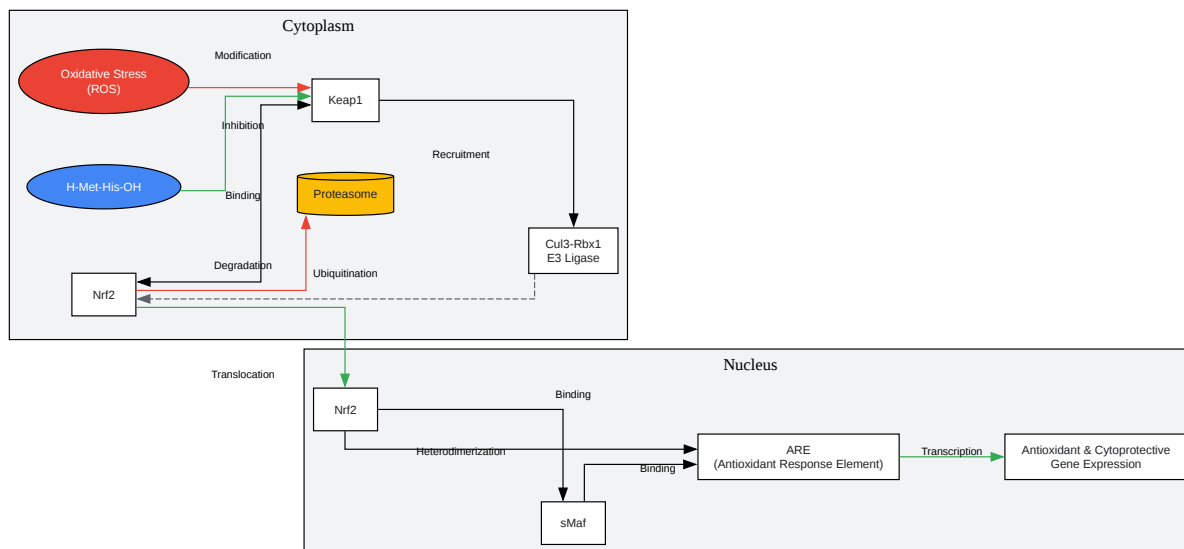 Cytoplasm
Modification
Oxidative Stress
(ROS)
Keap1
Inhibition
Recruitment
H-Met-His-OH
Binding
Proteasome
Cul3-Rbx1
E3 Ligase
Degradation
Ubiquitination
Nrf2
Translocation
Nucleus
Binding
Nrf2
Heterodimerization
ARE
(Antioxidant Response Element)
Transcription
Antioxidant & Cytoprotective
Gene Expression
Binding
sMaf